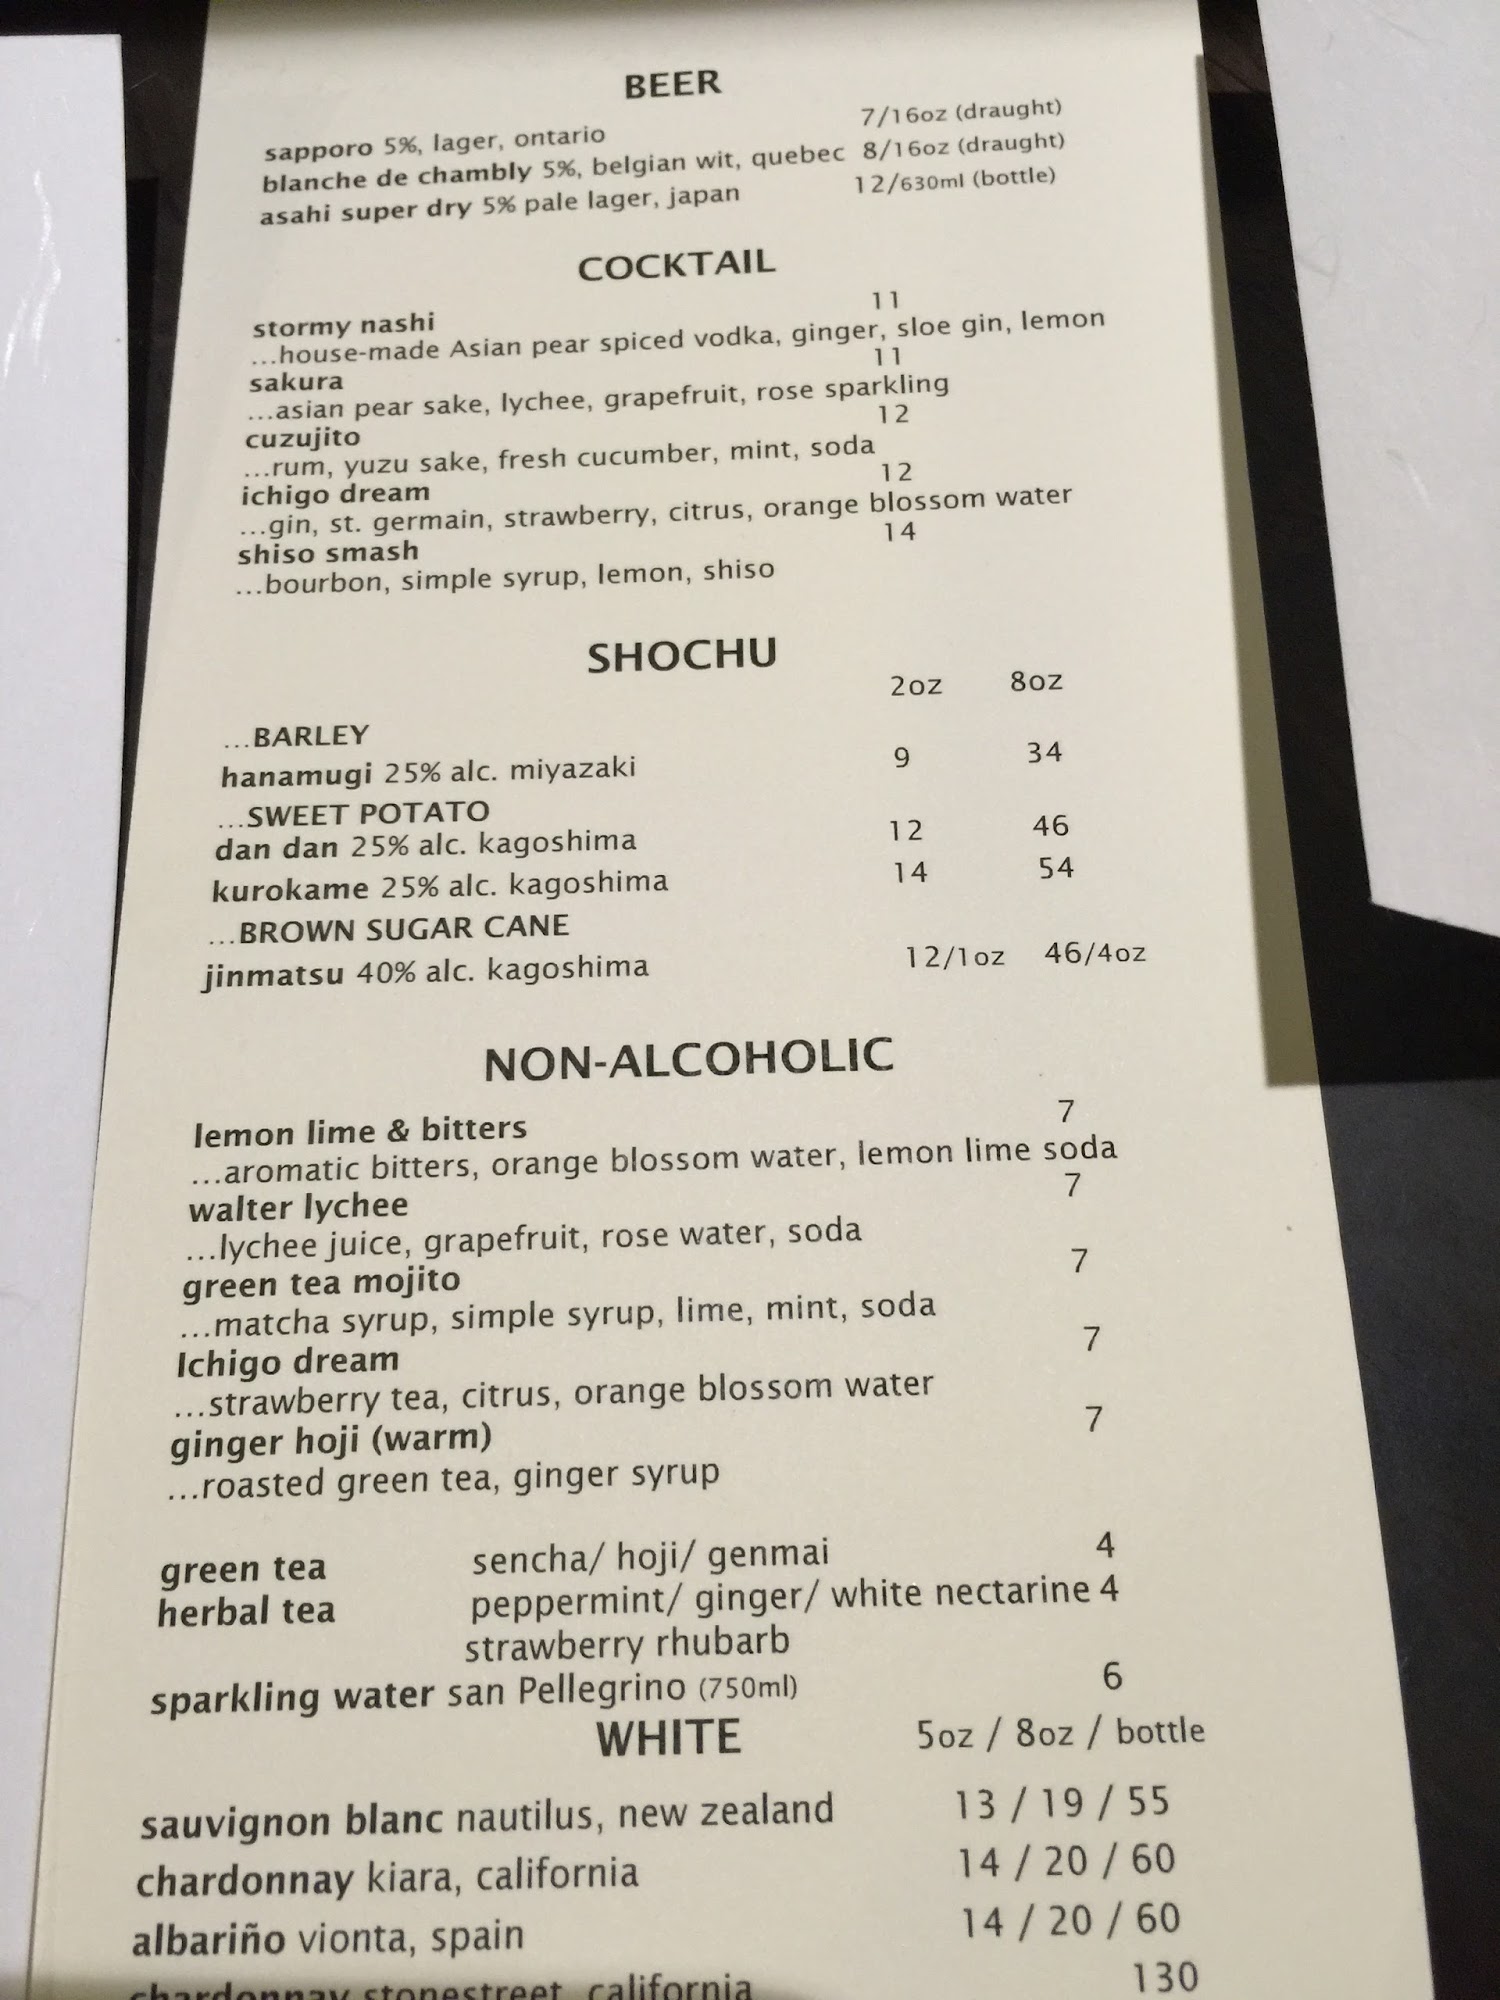 BEER
sapporo 5%, lager, ontario 7/16oz (draught)
blanche de chambly 5%, belgian wit, quebec 8/16oz (draught)
asahi super dry 5% pale lager, japan 12/630ml (bottle)
COCKTAIL
stormy nashi 11
...house-made Asian pear spiced vodka, ginger, sloe gin, lemon
sakura 11
...asian pear sake, lychee, grapefruit, rose sparkling
cuzujito 12
...rum, yuzu sake, fresh cucumber, mint, soda
ichigo dream 12
...gin, st. germain, strawberry, citrus, orange blossom water
shiso smash 14
...bourbon, simple syrup, lemon, shiso
SHOCHU
2oz 8oz
...BARLEY
hanamugi 25% alc. miyazaki 9 34
...SWEET POTATO
dan dan 25% alc. kagoshima 12 46
kurokame 25% alc. kagoshima 14 54
...BROWN SUGAR CANE
jinmatsu 40% alc. kagoshima 12/1oz 46/4oz
NON-ALCOHOLIC
lemon lime & bitters 7
...aromatic bitters, orange blossom water, lemon lime soda
walter lychee 7
...lychee juice, grapefruit, rose water, soda
green tea mojito 7
...matcha syrup, simple syrup, lime, mint, soda
Ichigo dream 7
...strawberry tea, citrus, orange blossom water
ginger hoji (warm) 7
...roasted green tea, ginger syrup
green tea sencha/ hoji/ genmai 4
herbal tea peppermint/ ginger/ white nectarine 4
strawberry rhubarb
sparkling water san Pellegrino (750ml) 6
WHITE 5oz / 8oz / bottle
sauvignon blanc nautilus, new zealand 13 / 19 / 55
chardonnay kiara, california 14 / 20 / 60
albariño vionta, spain 14 / 20 / 60
chardonnay stonestreet, california 130